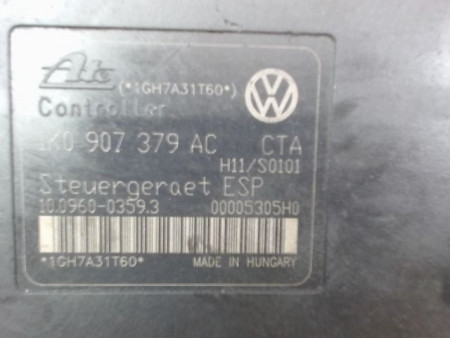 Ate (*1GH7A31T60*)
Controller
1K0 907 379 AC CTA
H11/S0101
Steuergeraet ESP
10.0960-0359.3 00005305H0
*1GH7A31T60* MADE IN HUNGARY